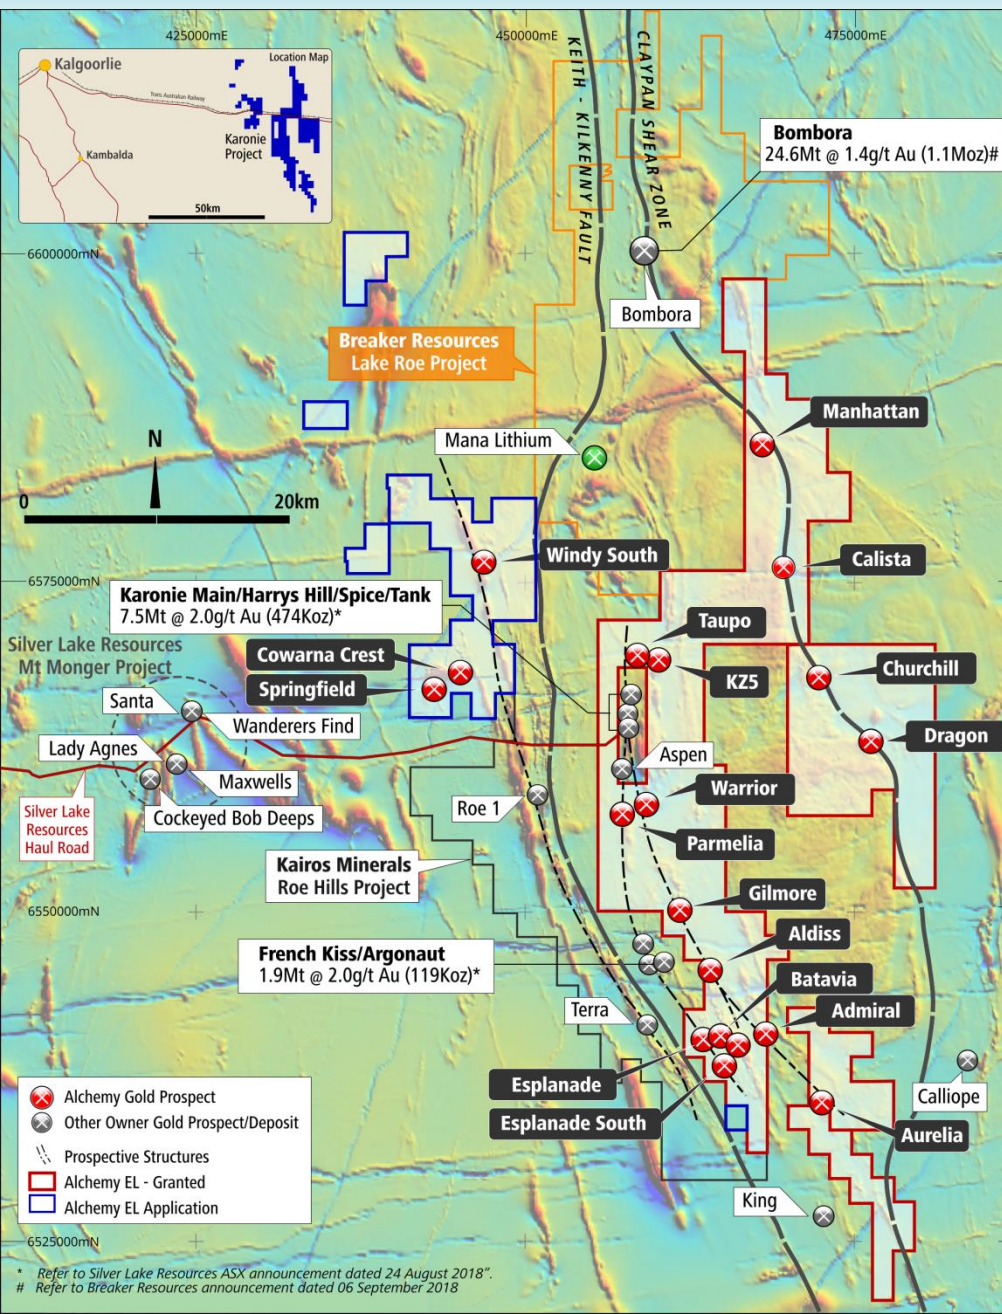 425000mE
450000mE
475000mE
Kalgoorlie
Location Map
Trans Australian Railway
Karonie
Project
Kambalda
50km
KEITH - KILKENNY FAULT
CLAYPAN SHEAR ZONE
Bombora
24.6Mt @ 1.4g/t Au (1.1Moz)#
6600000mN
Bombora
Breaker Resources
Lake Roe Project
Manhattan
Mana Lithium
N
0
20km
Windy South
Calista
6575000mN
Karonie Main/Harrys Hill/Spice/Tank
7.5Mt @ 2.0g/t Au (474Koz)*
Taupo
Silver Lake Resources
Mt Monger Project
Cowarna Crest
Springfield
KZ5
Churchill
Santa
Wanderers Find
Dragon
Lady Agnes
Maxwells
Aspen
Cockeyed Bob Deeps
Roe 1
Warrior
Silver Lake
Resources
Haul Road
Parmelia
Kairos Minerals
Roe Hills Project
Gilmore
6550000mN
Aldiss
French Kiss/Argonaut
1.9Mt @ 2.0g/t Au (119Koz)*
Batavia
Terra
Admiral
Esplanade
Esplanade South
Calliope
Aurelia
Alchemy Gold Prospect
Other Owner Gold Prospect/Deposit
Prospective Structures
Alchemy EL - Granted
Alchemy EL Application
King
6525000mN
* Refer to Silver Lake Resources ASX announcement dated 24 August 2018".
# Refer to Breaker Resources announcement dated 06 September 2018